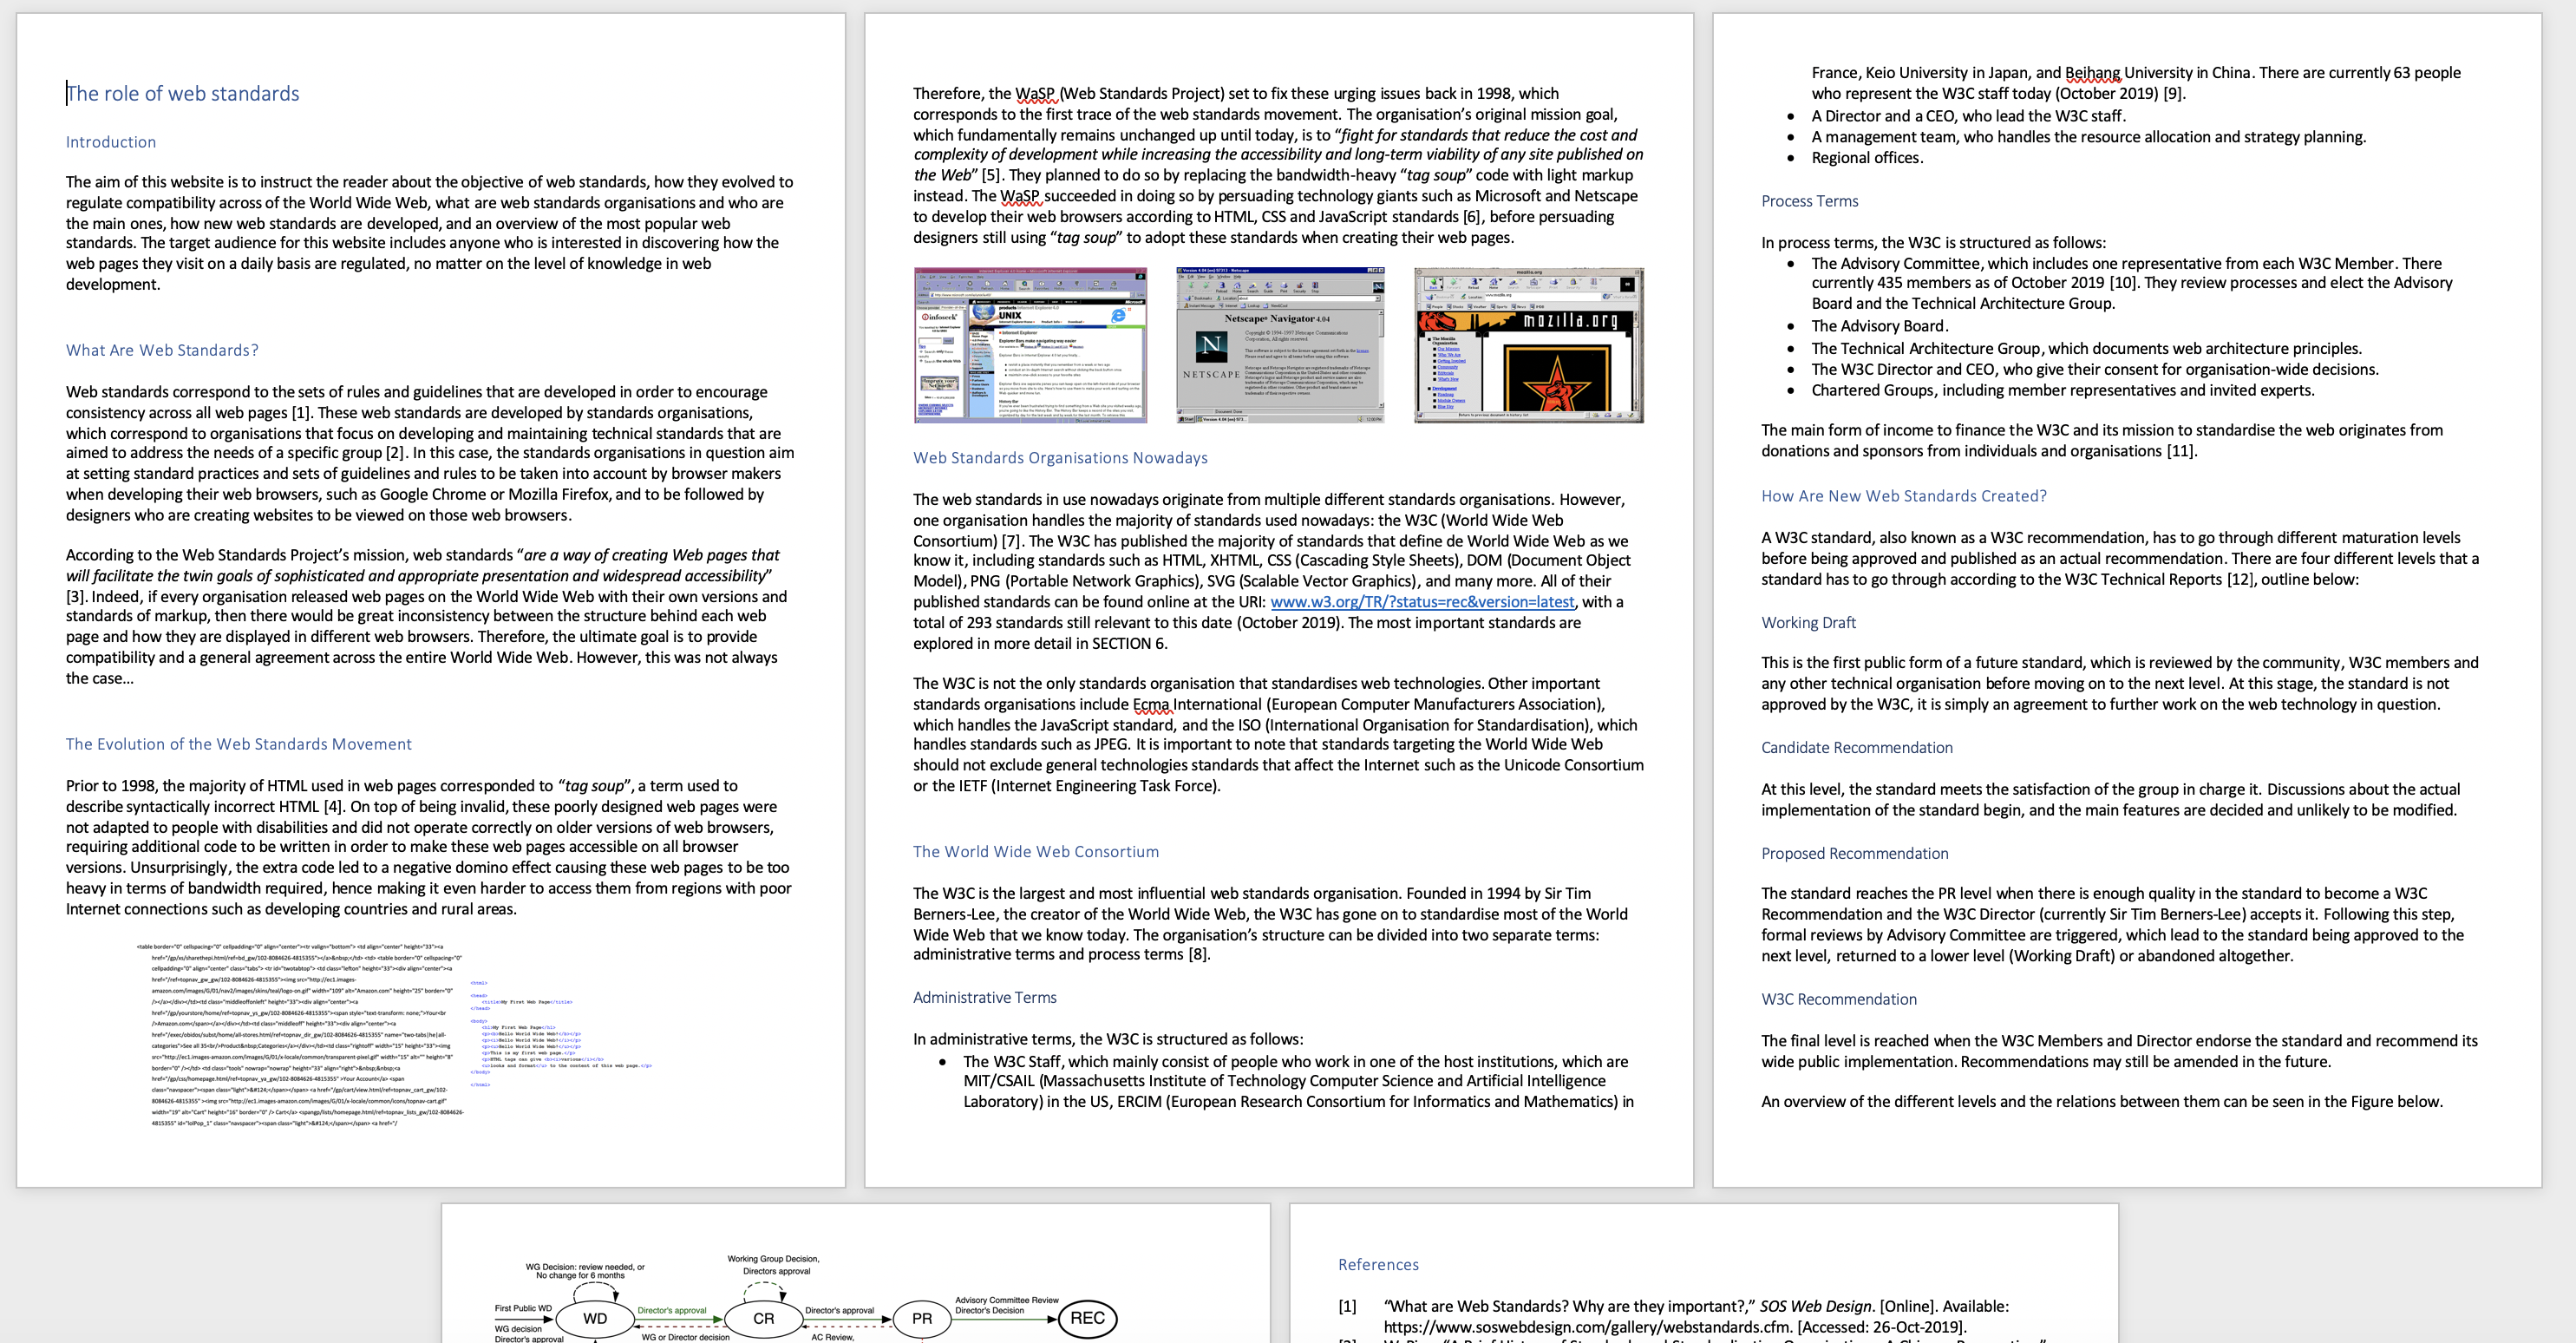 The role of web standards
Introduction
The aim of this website is to instruct the reader about the objective of web standards, how they evolved to
regulate compatibility across of the World Wide Web, what are web standards organisations and who are
the main ones, how new web standards are developed, and an overview of the most popular web
standards. The target audience for this website includes anyone who is interested in discovering how the
web pages they visit on a daily basis are regulated, no matter on the level of knowledge in web
development.
What Are Web Standards?
Web standards correspond to the sets of rules and guidelines that are developed in order to encourage
consistency across all web pages [1]. These web standards are developed by standards organisations,
which correspond to organisations that focus on developing and maintaining technical standards that are
aimed to address the needs of a specific group [2]. In this case, the standards organisations in question aim
at setting standard practices and sets of guidelines and rules to be taken into account by browser makers
when developing their web browsers, such as Google Chrome or Mozilla Firefox, and to be followed by
designers who are creating websites to be viewed on those web browsers.
According to the Web Standards Project’s mission, web standards “are a way of creating Web pages that
will facilitate the twin goals of sophisticated and appropriate presentation and widespread accessibility”
[3]. Indeed, if every organisation released web pages on the World Wide Web with their own versions and
standards of markup, then there would be great inconsistency between the structure behind each web
page and how they are displayed in different web browsers. Therefore, the ultimate goal is to provide
compatibility and a general agreement across the entire World Wide Web. However, this was not always
the case...
The Evolution of the Web Standards Movement
Prior to 1998, the majority of HTML used in web pages corresponded to “tag soup”, a term used to
describe syntactically incorrect HTML [4]. On top of being invalid, these poorly designed web pages were
not adapted to people with disabilities and did not operate correctly on older versions of web browsers,
requiring additional code to be written in order to make these web pages accessible on all browser
versions. Unsurprisingly, the extra code led to a negative domino effect causing these web pages to be too
heavy in terms of bandwidth required, hence making it even harder to access them from regions with poor
Internet connections such as developing countries and rural areas.
<table border="0" cellspacing="0" cellpadding="0" align="center"><tr valign="bottom"> <td align="center" height="33"><a
<html>
<head>
<title>My First Web Page</title>
</head>
<body>
<h1>My First Web Page</h1>
</body>
</html>
Therefore, the WaSP (Web Standards Project) set to fix these urging issues back in 1998, which
corresponds to the first trace of the web standards movement. The organisation’s original mission goal,
which fundamentally remains unchanged up until today, is to “fight for standards that reduce the cost and
complexity of development while increasing the accessibility and long-term viability of any site published on
the Web” [5]. They planned to do so by replacing the bandwidth-heavy “tag soup” code with light markup
instead. The WaSP succeeded in doing so by persuading technology giants such as Microsoft and Netscape
to develop their web browsers according to HTML, CSS and JavaScript standards [6], before persuading
designers still using “tag soup” to adopt these standards when creating their web pages.
infoseek
UNIX
Netscape Navigator 4.04
N
NETSCAPE
mozilla.org
Web Standards Organisations Nowadays
The web standards in use nowadays originate from multiple different standards organisations. However,
one organisation handles the majority of standards used nowadays: the W3C (World Wide Web
Consortium) [7]. The W3C has published the majority of standards that define de World Wide Web as we
know it, including standards such as HTML, XHTML, CSS (Cascading Style Sheets), DOM (Document Object
Model), PNG (Portable Network Graphics), SVG (Scalable Vector Graphics), and many more. All of their
published standards can be found online at the URI: www.w3.org/TR/?status=rec&version=latest, with a
total of 293 standards still relevant to this date (October 2019). The most important standards are
explored in more detail in SECTION 6.
The W3C is not the only standards organisation that standardises web technologies. Other important
standards organisations include Ecma International (European Computer Manufacturers Association),
which handles the JavaScript standard, and the ISO (International Organisation for Standardisation), which
handles standards such as JPEG. It is important to note that standards targeting the World Wide Web
should not exclude general technologies standards that affect the Internet such as the Unicode Consortium
or the IETF (Internet Engineering Task Force).
The World Wide Web Consortium
The W3C is the largest and most influential web standards organisation. Founded in 1994 by Sir Tim
Berners-Lee, the creator of the World Wide Web, the W3C has gone on to standardise most of the World
Wide Web that we know today. The organisation’s structure can be divided into two separate terms:
administrative terms and process terms [8].
Administrative Terms
In administrative terms, the W3C is structured as follows:
• The W3C Staff, which mainly consist of people who work in one of the host institutions, which are
MIT/CSAIL (Massachusetts Institute of Technology Computer Science and Artificial Intelligence
Laboratory) in the US, ERCIM (European Research Consortium for Informatics and Mathematics) in
France, Keio University in Japan, and Beihang University in China. There are currently 63 people
who represent the W3C staff today (October 2019) [9].
• A Director and a CEO, who lead the W3C staff.
• A management team, who handles the resource allocation and strategy planning.
• Regional offices.
Process Terms
In process terms, the W3C is structured as follows:
• The Advisory Committee, which includes one representative from each W3C Member. There
currently 435 members as of October 2019 [10]. They review processes and elect the Advisory
Board and the Technical Architecture Group.
• The Advisory Board.
• The Technical Architecture Group, which documents web architecture principles.
• The W3C Director and CEO, who give their consent for organisation-wide decisions.
• Chartered Groups, including member representatives and invited experts.
The main form of income to finance the W3C and its mission to standardise the web originates from
donations and sponsors from individuals and organisations [11].
How Are New Web Standards Created?
A W3C standard, also known as a W3C recommendation, has to go through different maturation levels
before being approved and published as an actual recommendation. There are four different levels that a
standard has to go through according to the W3C Technical Reports [12], outline below:
Working Draft
This is the first public form of a future standard, which is reviewed by the community, W3C members and
any other technical organisation before moving on to the next level. At this stage, the standard is not
approved by the W3C, it is simply an agreement to further work on the web technology in question.
Candidate Recommendation
At this level, the standard meets the satisfaction of the group in charge it. Discussions about the actual
implementation of the standard begin, and the main features are decided and unlikely to be modified.
Proposed Recommendation
The standard reaches the PR level when there is enough quality in the standard to become a W3C
Recommendation and the W3C Director (currently Sir Tim Berners-Lee) accepts it. Following this step,
formal reviews by Advisory Committee are triggered, which lead to the standard being approved to the
next level, returned to a lower level (Working Draft) or abandoned altogether.
W3C Recommendation
The final level is reached when the W3C Members and Director endorse the standard and recommend its
wide public implementation. Recommendations may still be amended in the future.
An overview of the different levels and the relations between them can be seen in the Figure below.
WG Decision: review needed, or
No change for 6 months
Working Group Decision,
Directors approval
First Public WD
WG decision
Director's approval
WD
Director's approval
WG or Director decision
CR
Director's approval
AC Review,
PR
Advisory Committee Review
Director's Decision
REC
References
[1] “What are Web Standards? Why are they important?,” SOS Web Design. [Online]. Available:
https://www.soswebdesign.com/gallery/webstandards.cfm. [Accessed: 26-Oct-2019].